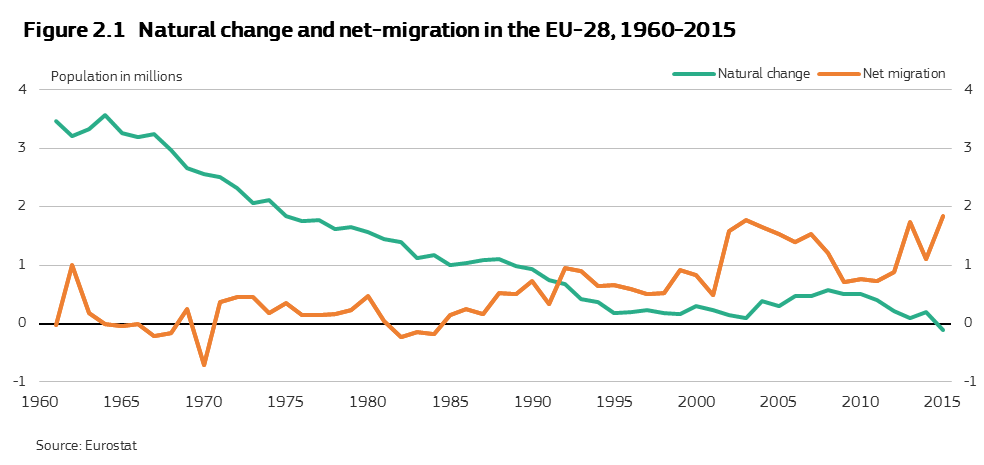 Figure 2.1 Natural change and net-migration in the EU-28, 1960-2015
Population in millions
Natural change
Net migration
4 4
3 3
2 2
1 1
0 0
-1 -1
1960 1965 1970 1975 1980 1985 1990 1995 2000 2005 2010 2015
Source: Eurostat